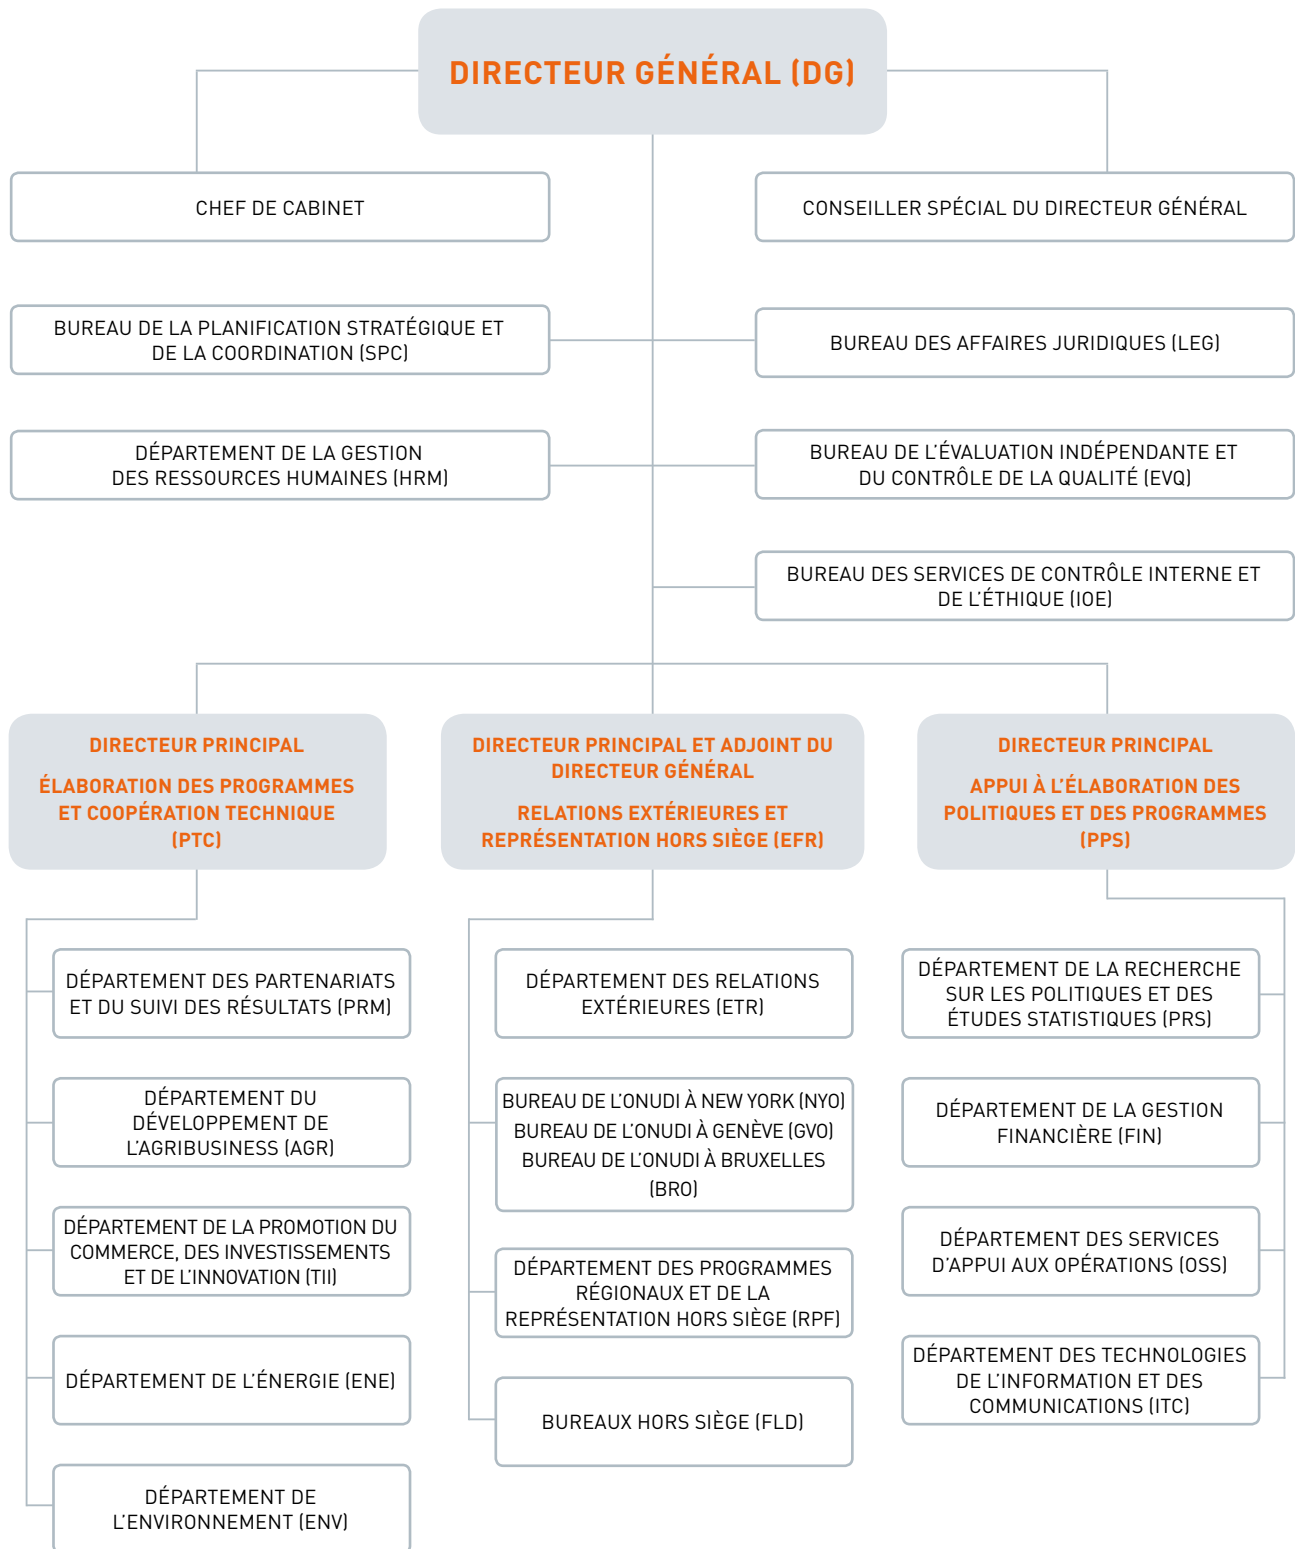 DIRECTEUR GÉNÉRAL (DG)
CHEF DE CABINET
CONSEILLER SPÉCIAL DU DIRECTEUR GÉNÉRAL
BUREAU DE LA PLANIFICATION STRATÉGIQUE ET
DE LA COORDINATION (SPC)
BUREAU DES AFFAIRES JURIDIQUES (LEG)
DÉPARTEMENT DE LA GESTION
DES RESSOURCES HUMAINES (HRM)
BUREAU DE L'ÉVALUATION INDÉPENDANTE ET
DU CONTRÔLE DE LA QUALITÉ (EVQ)
BUREAU DES SERVICES DE CONTRÔLE INTERNE ET
DE L'ÉTHIQUE (IOE)
DIRECTEUR PRINCIPAL
ÉLABORATION DES PROGRAMMES
ET COOPÉRATION TECHNIQUE
(PTC)
DIRECTEUR PRINCIPAL ET ADJOINT DU
DIRECTEUR GÉNÉRAL
RELATIONS EXTÉRIEURES ET
REPRÉSENTATION HORS SIÈGE (EFR)
DIRECTEUR PRINCIPAL
APPUI À L'ÉLABORATION DES
POLITIQUES ET DES PROGRAMMES
(PPS)
DÉPARTEMENT DES PARTENARIATS
ET DU SUIVI DES RÉSULTATS (PRM)
DÉPARTEMENT DU
DÉVELOPPEMENT DE
L'AGRIBUSINESS (AGR)
DÉPARTEMENT DE LA PROMOTION DU
COMMERCE, DES INVESTISSEMENTS
ET DE L'INNOVATION (TII)
DÉPARTEMENT DE L'ÉNERGIE (ENE)
DÉPARTEMENT DE
L'ENVIRONNEMENT (ENV)
DÉPARTEMENT DES RELATIONS
EXTÉRIEURES (ETR)
BUREAU DE L'ONUDI À NEW YORK (NYO)
BUREAU DE L'ONUDI À GENÈVE (GVO)
BUREAU DE L'ONUDI À BRUXELLES
(BRO)
DÉPARTEMENT DES PROGRAMMES
RÉGIONAUX ET DE LA
REPRÉSENTATION HORS SIÈGE (RPF)
BUREAUX HORS SIÈGE (FLD)
DÉPARTEMENT DE LA RECHERCHE
SUR LES POLITIQUES ET DES
ÉTUDES STATISTIQUES (PRS)
DÉPARTEMENT DE LA GESTION
FINANCIÈRE (FIN)
DÉPARTEMENT DES SERVICES
D'APPUI AUX OPÉRATIONS (OSS)
DÉPARTEMENT DES TECHNOLOGIES
DE L'INFORMATION ET DES
COMMUNICATIONS (ITC)